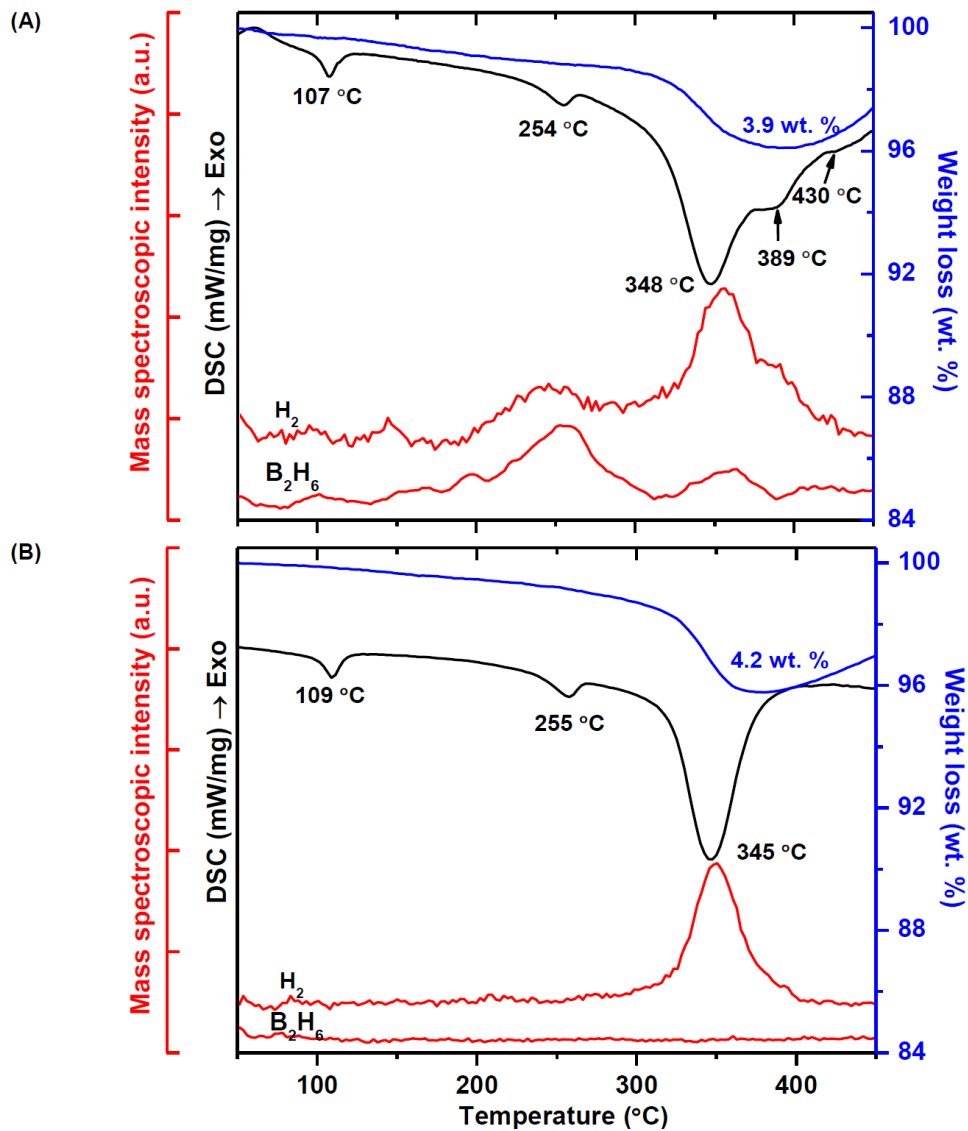 (A)
Mass spectroscopic intensity (a.u.)
DSC (mW/mg) → Exo
107 °C
254 °C
348 °C
389 °C
430 °C
3.9 wt. %
H₂
B₂H₆
100
96
92
88
84
Weight loss (wt. %)
(B)
Mass spectroscopic intensity (a.u.)
DSC (mW/mg) → Exo
109 °C
255 °C
345 °C
4.2 wt. %
H₂
B₂H₆
100
96
92
88
84
Weight loss (wt. %)
100
200
300
400
Temperature (°C)